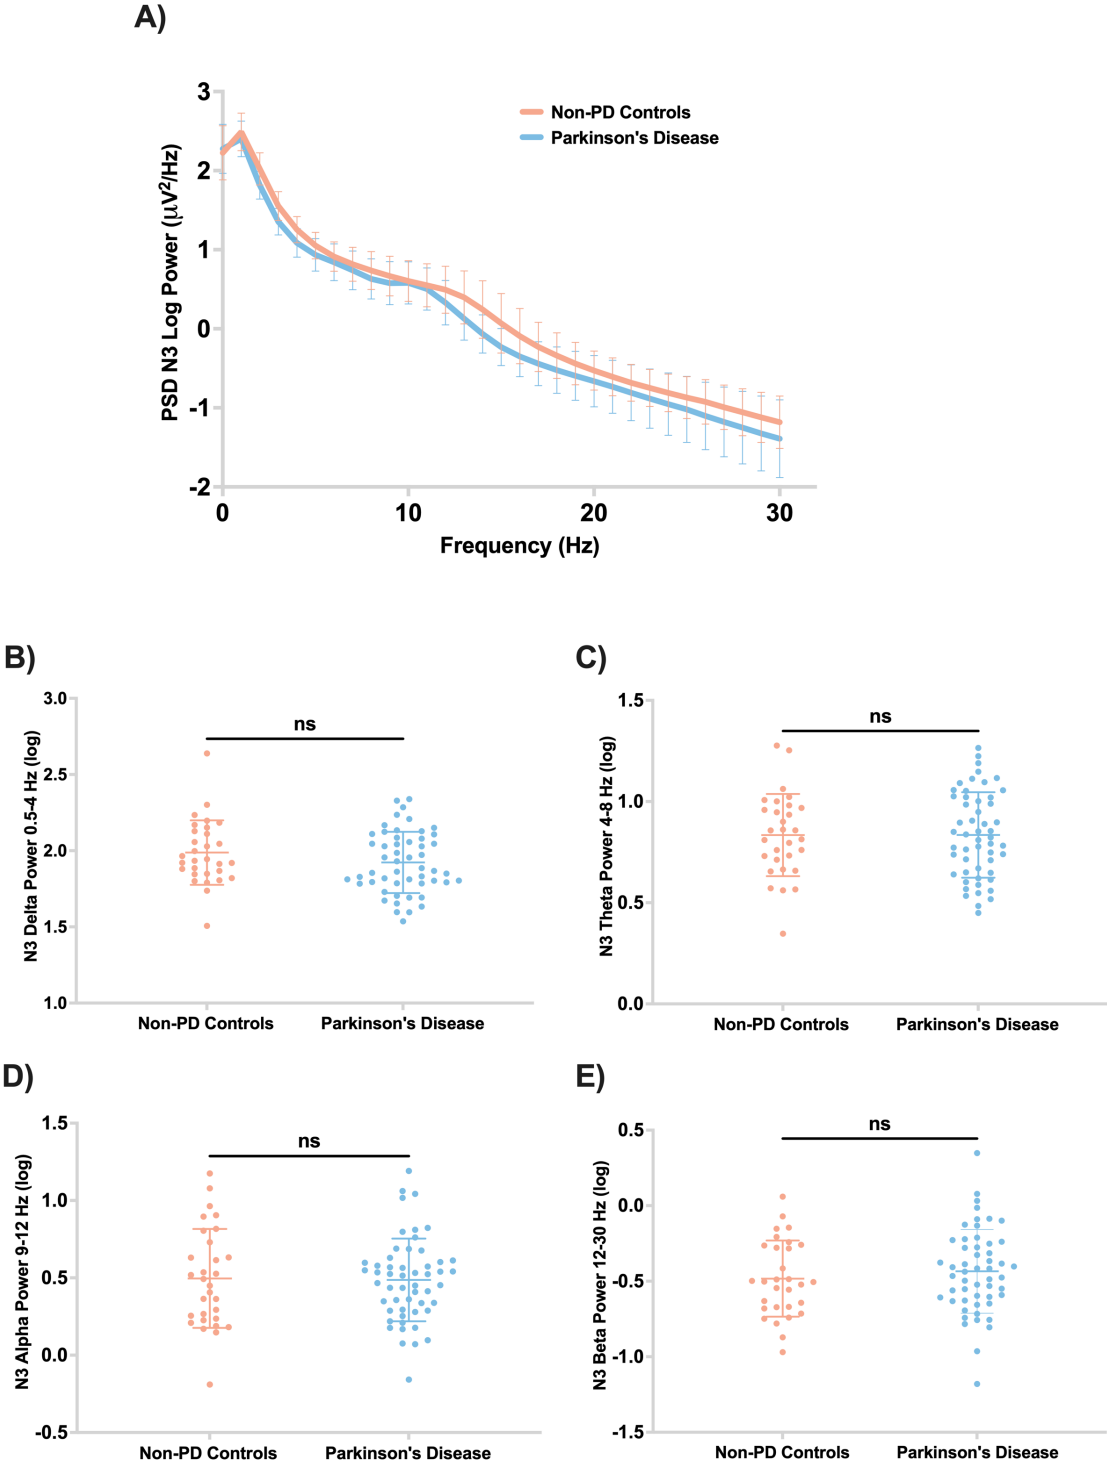 A)
PSD N3 Log Power (μV²/Hz)
3
2
1
0
-1
-2
Non-PD Controls
Parkinson's Disease
0 10 20 30
Frequency (Hz)
B)
N3 Delta Power 0.5-4 Hz (log)
3.0
2.5
2.0
1.5
1.0
ns
Non-PD Controls Parkinson's Disease
C)
N3 Theta Power 4-8 Hz (log)
1.5
1.0
0.5
0.0
ns
Non-PD Controls Parkinson's Disease
D)
N3 Alpha Power 9-12 Hz (log)
1.5
1.0
0.5
0.0
-0.5
ns
Non-PD Controls Parkinson's Disease
E)
N3 Beta Power 12-30 Hz (log)
0.5
0.0
-0.5
-1.0
-1.5
ns
Non-PD Controls Parkinson's Disease